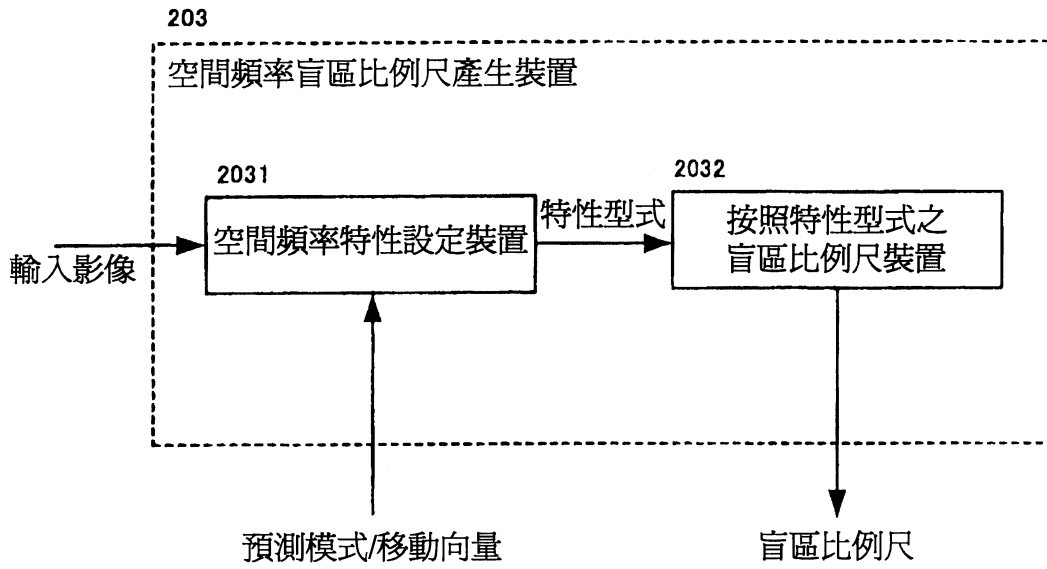 203
空間頻率盲區比例尺產生裝置
2031
空間頻率特性設定裝置
特性型式
2032
按照特性型式之
盲區比例尺裝置
輸入影像
預測模式/移動向量
盲區比例尺